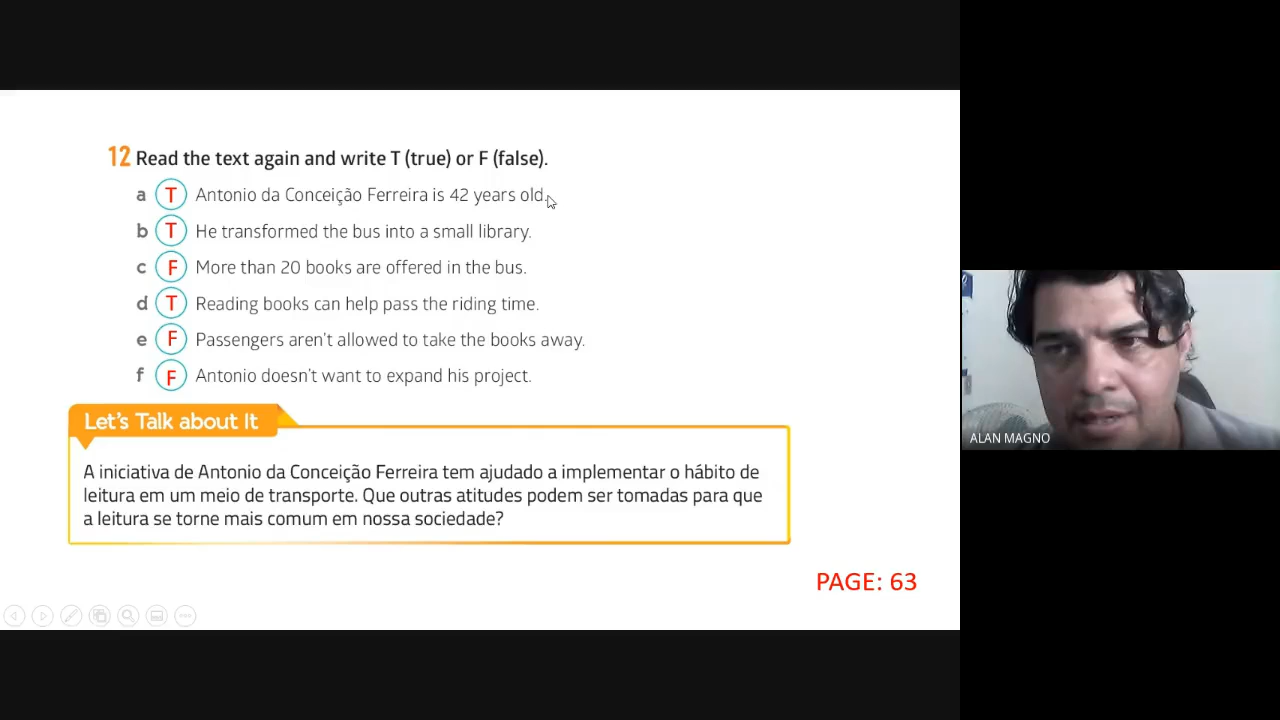 12 Read the text again and write T (true) or F (false).
a T Antonio da Conceição Ferreira is 42 years old.
b T He transformed the bus into a small library.
c F More than 20 books are offered in the bus.
d T Reading books can help pass the riding time.
e F Passengers aren't allowed to take the books away.
f F Antonio doesn't want to expand his project.
Let's Talk about It
A iniciativa de Antonio da Conceição Ferreira tem ajudado a implementar o hábito de
leitura em um meio de transporte. Que outras atitudes podem ser tomadas para que
a leitura se torne mais comum em nossa sociedade?
PAGE: 63
ALAN MAGNO